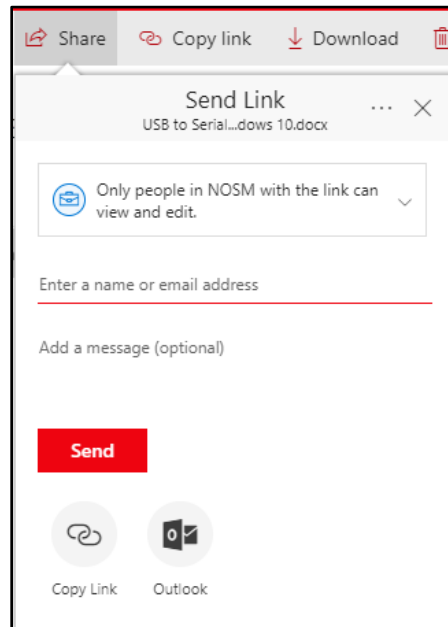 Share Copy link Download
Send Link
USB to Serial...dows 10.docx
Only people in NOSM with the link can
view and edit.
Enter a name or email address
Add a message (optional)
Send
Copy Link Outlook